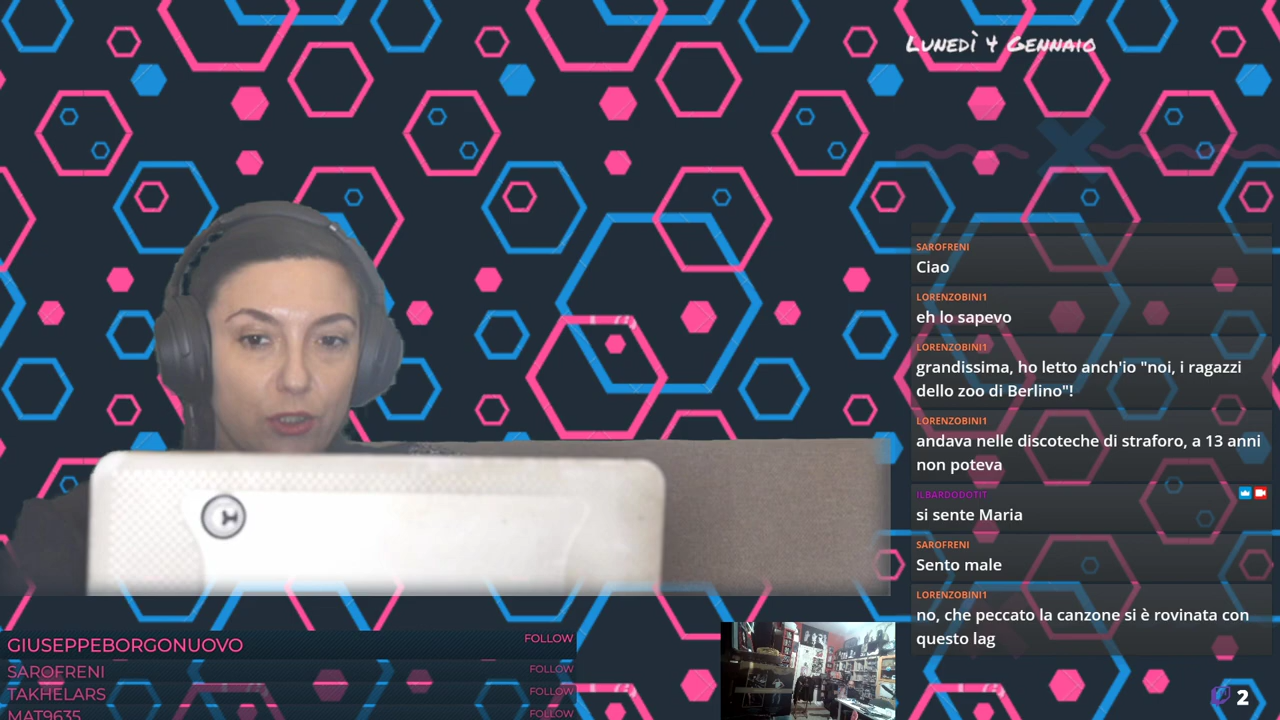 Lunedì 4 Gennaio
SAROFRENI
Ciao
LORENZOBINI1
eh lo sapevo
LORENZOBINI1
grandissima, ho letto anch'io "noi, i ragazzi
dello zoo di Berlino"!
LORENZOBINI1
andava nelle discoteche di straforo, a 13 anni
non poteva
ILBARDODOTIT
si sente Maria
SAROFRENI
Sento male
LORENZOBINI1
no, che peccato la canzone si è rovinata con
questo lag
GIUSEPPEBORGONUOVO FOLLOW
SAROFRENI FOLLOW
TAKHELARS FOLLOW
MAT9635 FOLLOW
2